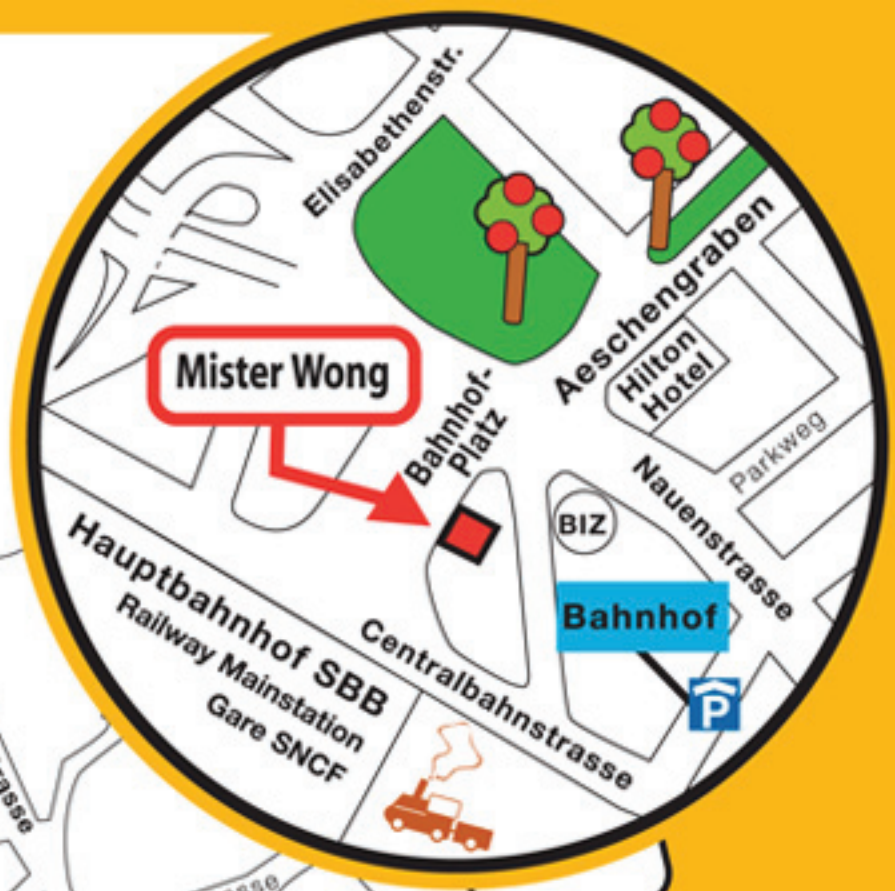 Elisabethenstr.
Aeschengraben
Mister Wong
Hilton
Hotel
Bahnhof-
Platz
Parkweg
Nauenstrasse
BIZ
Bahnhof
P
Hauptbahnhof SBB
Railway Mainstation
Gare SNCF
Centralbahnstrasse